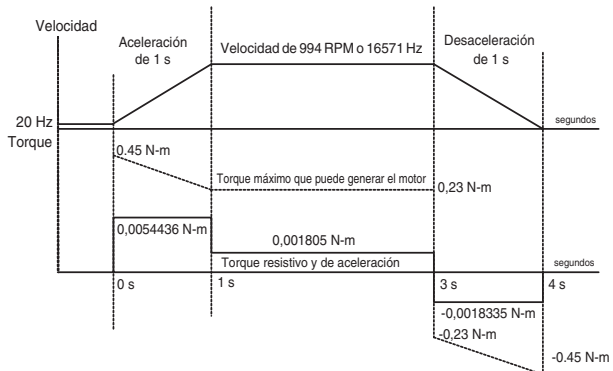 Velocidad
Aceleración
de 1 s
Velocidad de 994 RPM o 16571 Hz
Desaceleración
de 1 s
20 Hz
segundos
Torque
0.45 N-m
Torque máximo que puede generar el motor
0,23 N-m
0,0054436 N-m
0,001805 N-m
Torque resistivo y de aceleración
segundos
0 s
1 s
3 s
4 s
-0,0018335 N-m
-0,23 N-m
-0.45 N-m